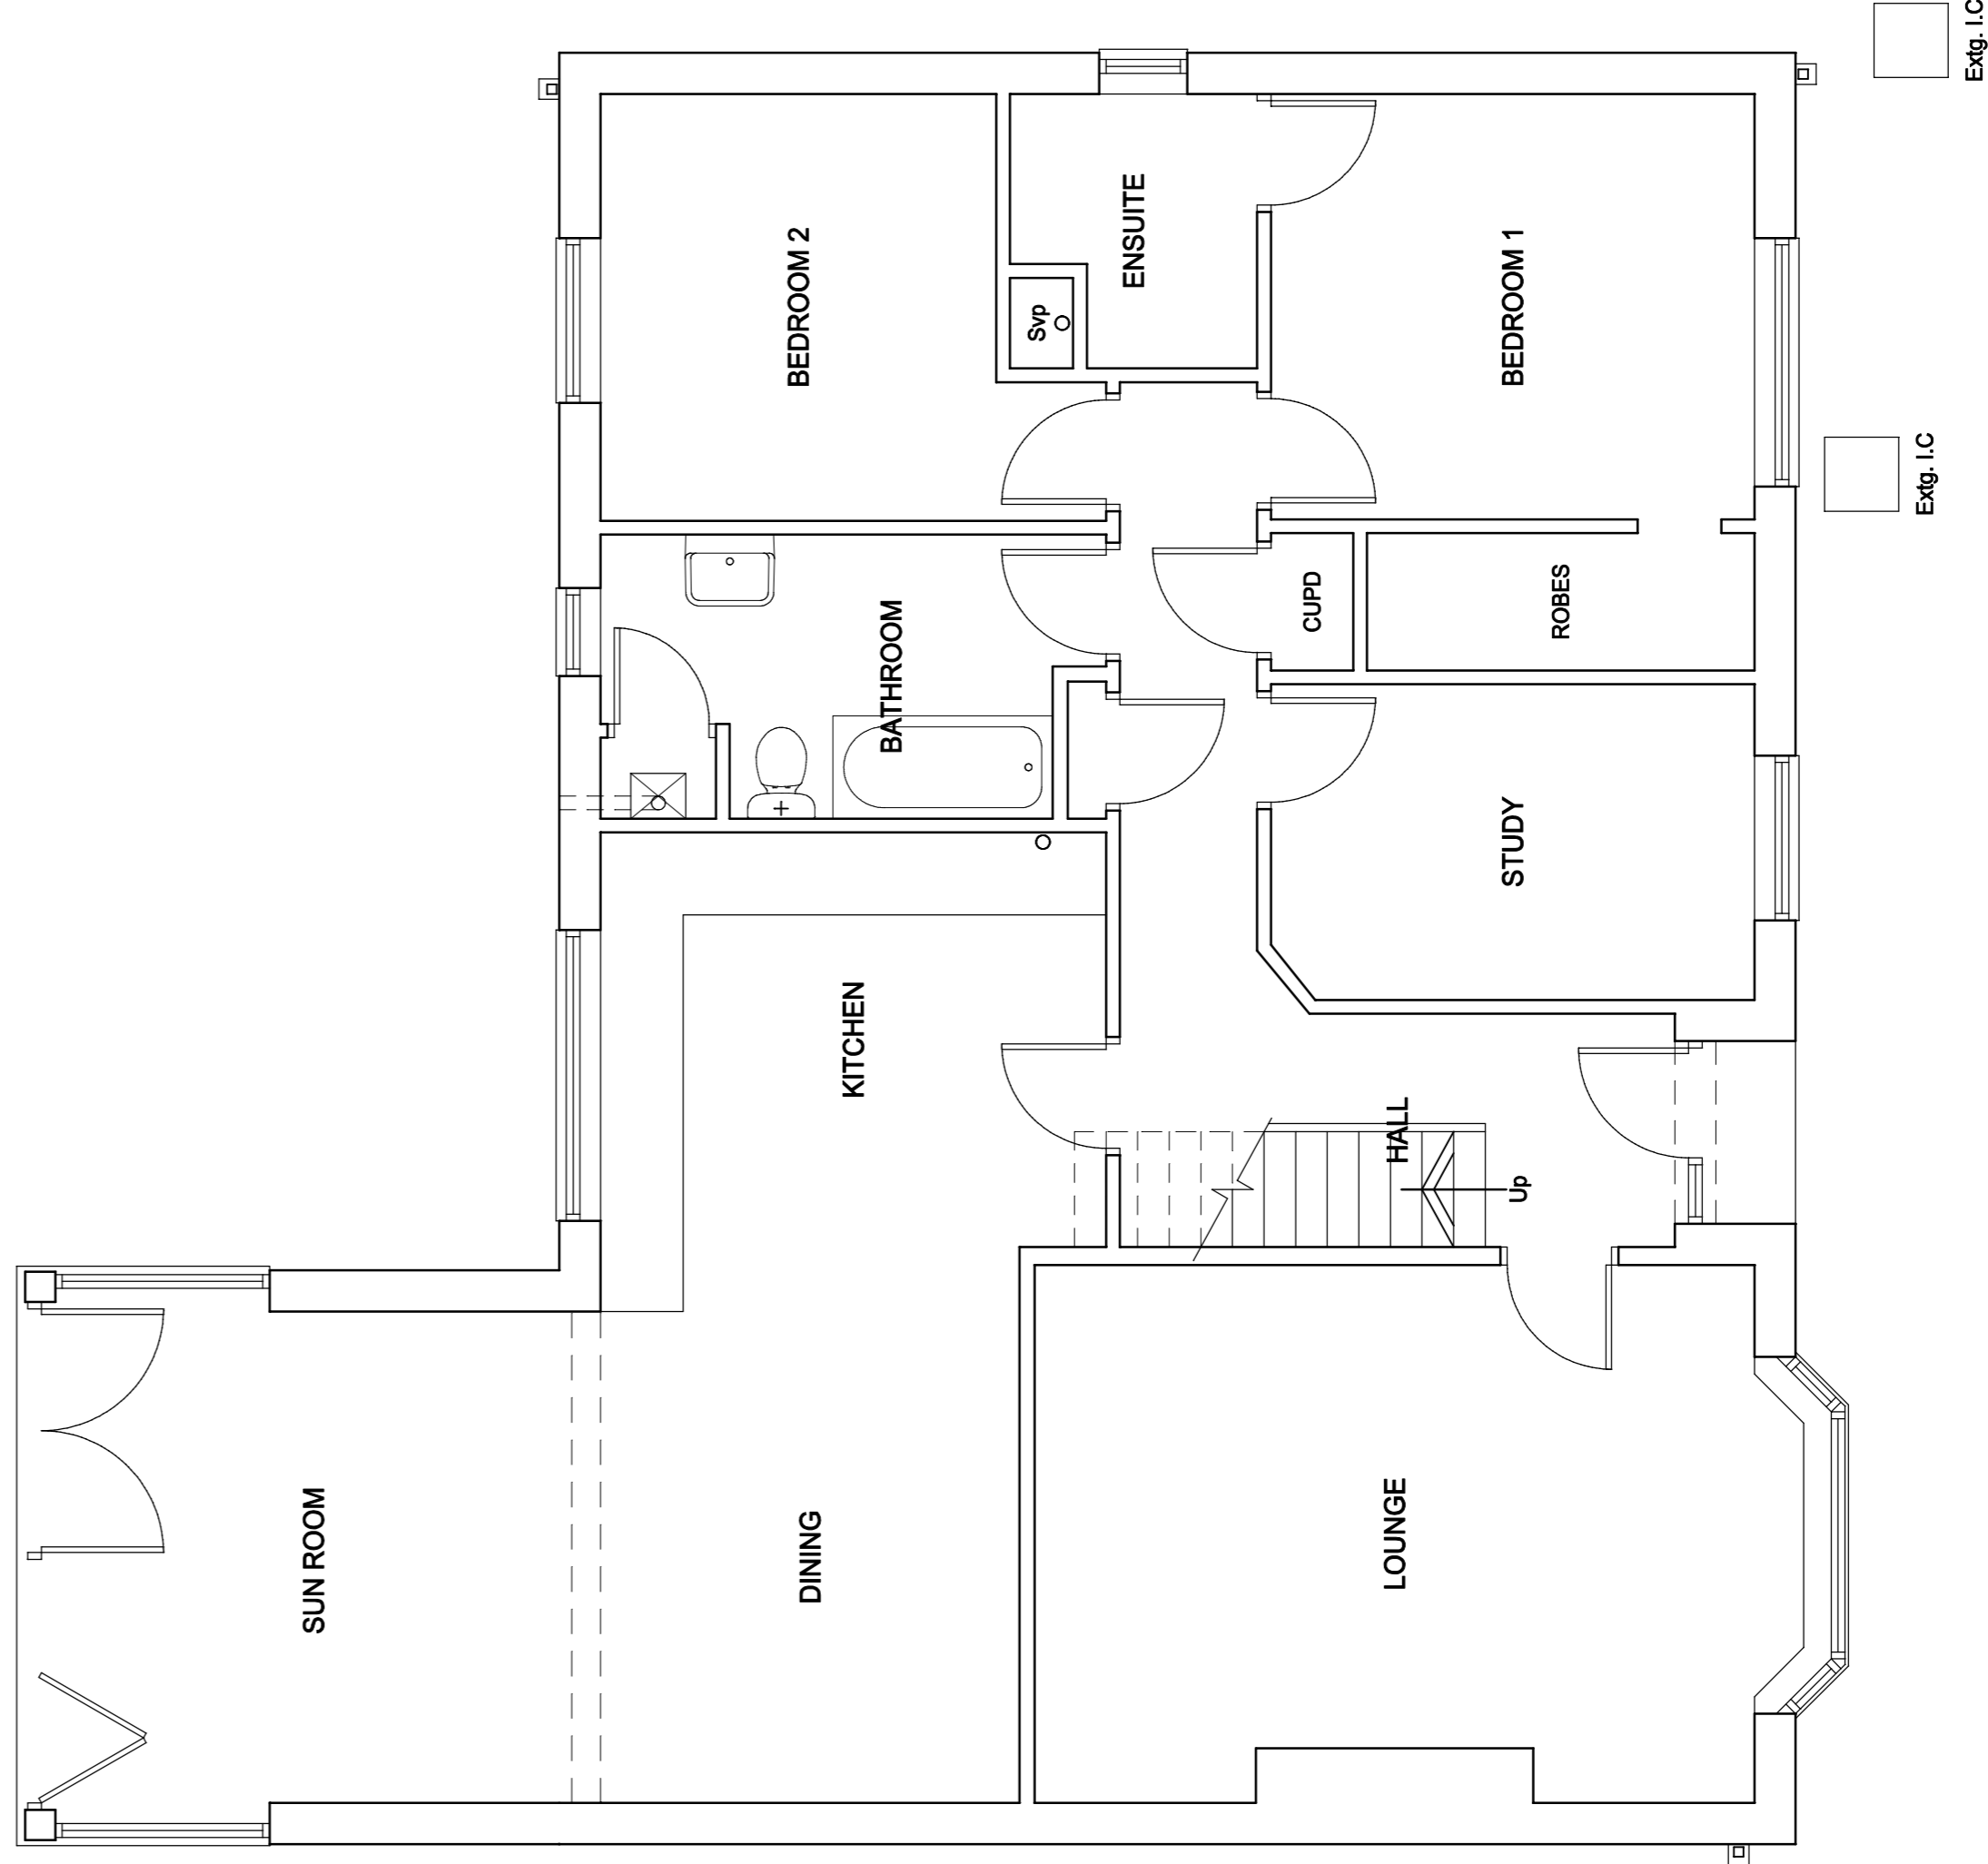 SUN ROOM
DINING
KITCHEN
BATHROOM
BEDROOM 2
Svp
ENSUITE
BEDROOM 1
CUPD
ROBES
STUDY
HALL
Up
LOUNGE
Extg. I.C
Extg. I.C